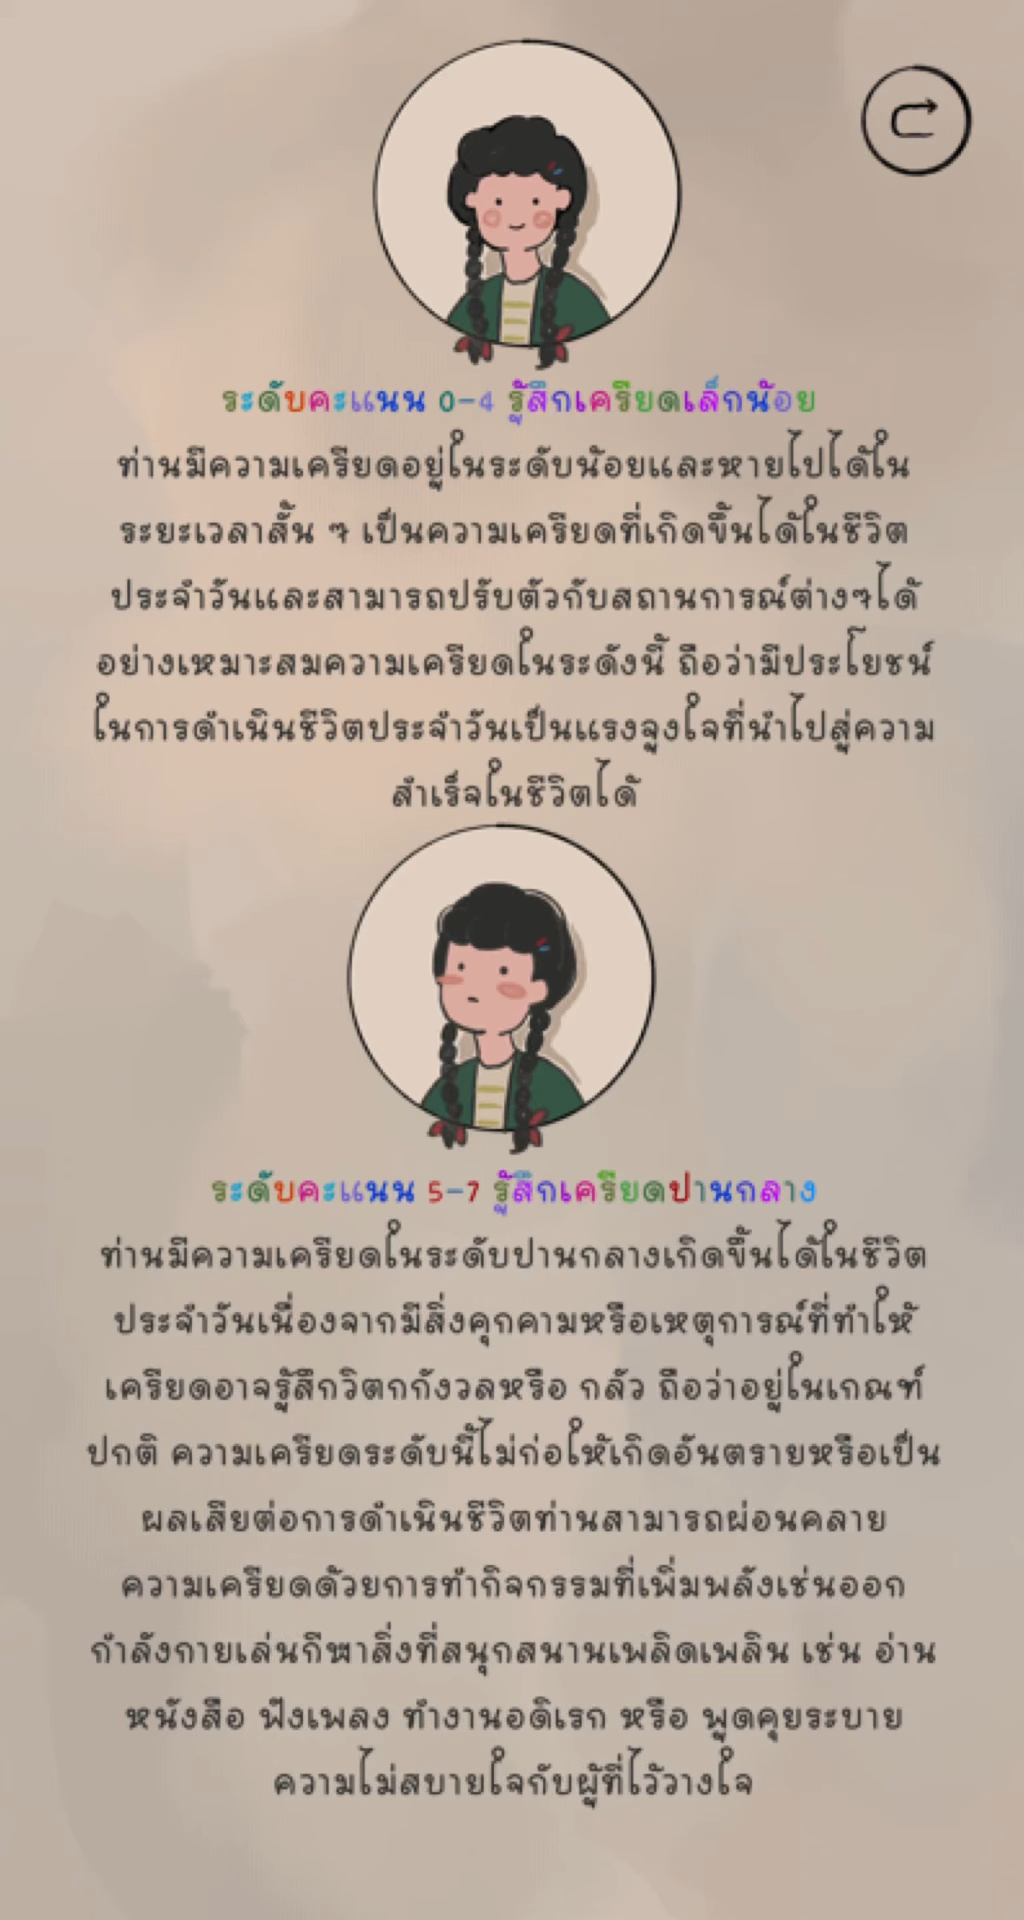 ระดับคะแนน 0-4 รู้สึกเครียดเล็กน้อย
ท่านมีความเครียดอยู่ในระดับน้อยและหายไปได้ใน
ระยะเวลาสั้น ๆ เป็นความเครียดที่เกิดขึ้นได้ในชีวิต
ประจำวันและสามารถปรับตัวกับสถานการณ์ต่างๆได้
อย่างเหมาะสมความเครียดในระดังนี้ ถือว่ามีประโยชน์
ในการดำเนินชีวิตประจำวันเป็นแรงจูงใจที่นำไปสู่ความ
สำเร็จในชีวิตได้
ระดับคะแนน 5-7 รู้สึกเครียดปานกลาง
ท่านมีความเครียดในระดับปานกลางเกิดขึ้นได้ในชีวิต
ประจำวันเนื่องจากมีสิ่งคุกคามหรือเหตุการณ์ที่ทำให้
เครียดอาจรู้สึกวิตกกังวลหรือ กลัว ถือว่าอยู่ในเกณฑ์
ปกติ ความเครียดระดับนี้ไม่ก่อให้เกิดอันตรายหรือเป็น
ผลเสียต่อการดำเนินชีวิตท่านสามารถผ่อนคลาย
ความเครียดด้วยการทำกิจกรรมที่เพิ่มพลังเช่นออก
กำลังกายเล่นกีฬาสิ่งที่สนุกสนานเพลิดเพลิน เช่น อ่าน
หนังสือ ฟังเพลง ทำงานอดิเรก หรือ พูดคุยระบาย
ความไม่สบายใจกับผู้ที่ไว้วางใจ